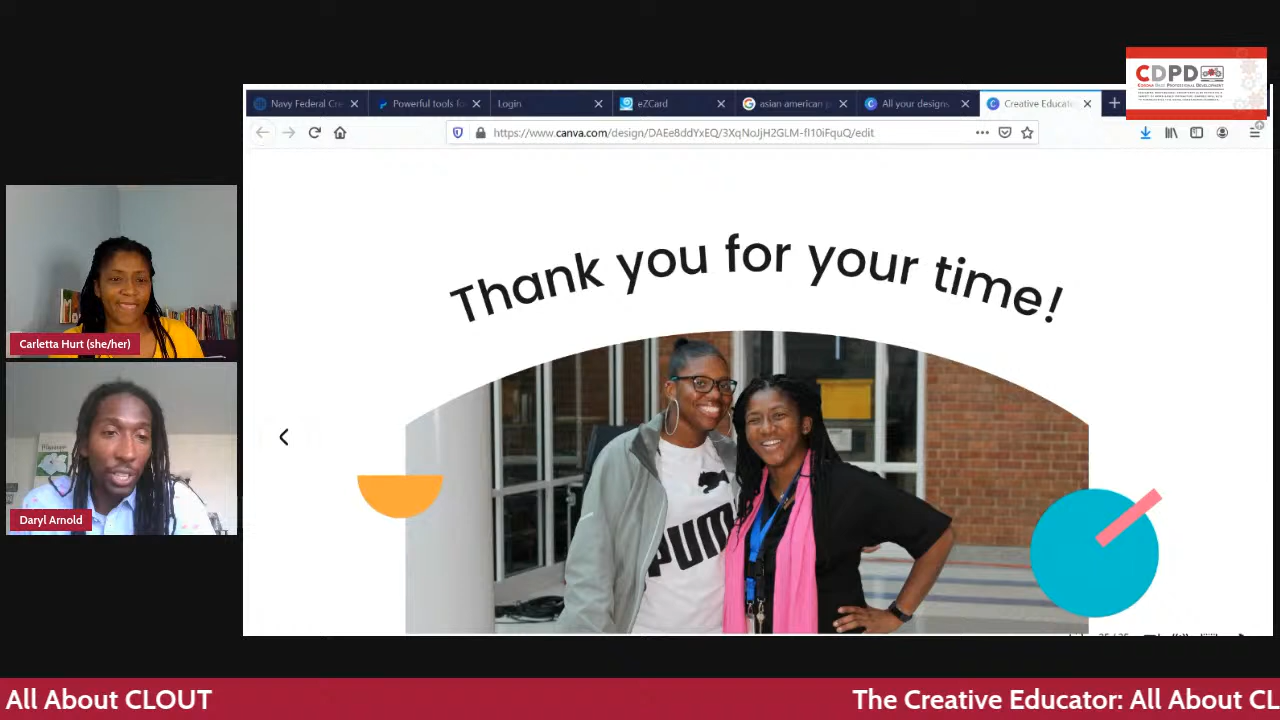 CDPD
Navy Federal Cre
Powerful tools
Login
eZCard
asian american p
All your designs
Creative Educato
https://www.canva.com/design/DAEe8ddYxEQ/3XqNoJjH2GLM-fl10iFquQ/edit
Thank you for your time!
PUMA
Carletta Hurt (she/her)
Daryl Arnold
All About CLOUT
The Creative Educator: All About CL